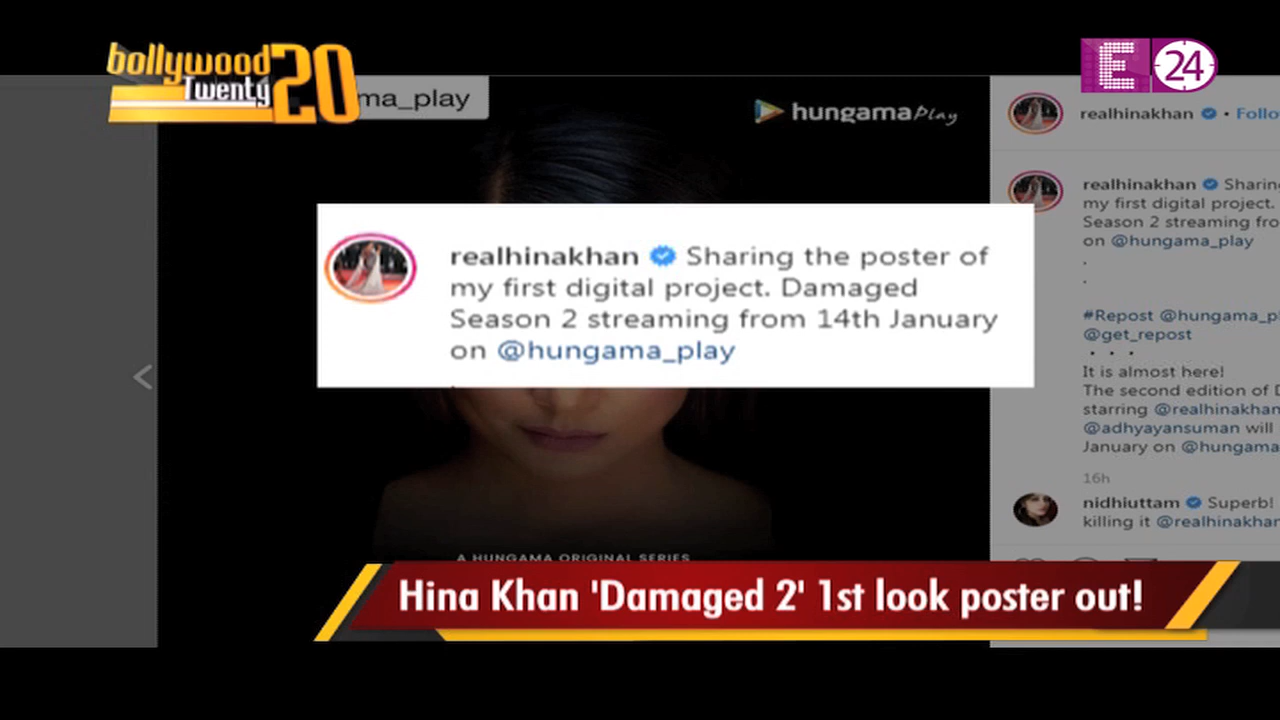 bollywood
Twenty
20
E 24
ma_play
hungama play
realhinakhan • Follo
realhinakhan Sharing
my first digital project.
Season 2 streaming fro
on @hungama_play
.
.
#Repost @hungama_pl
@get_repost
• • •
It is almost here!
The second edition of D
starring @realhinakhan
@adhyayansuman will
January on @hungama
16h
nidhiuttam Superb!
killing it @realhinakhan
realhinakhan Sharing the poster of
my first digital project. Damaged
Season 2 streaming from 14th January
on @hungama_play
A HUNGAMA ORIGINAL SERIES
Hina Khan 'Damaged 2' 1st look poster out!